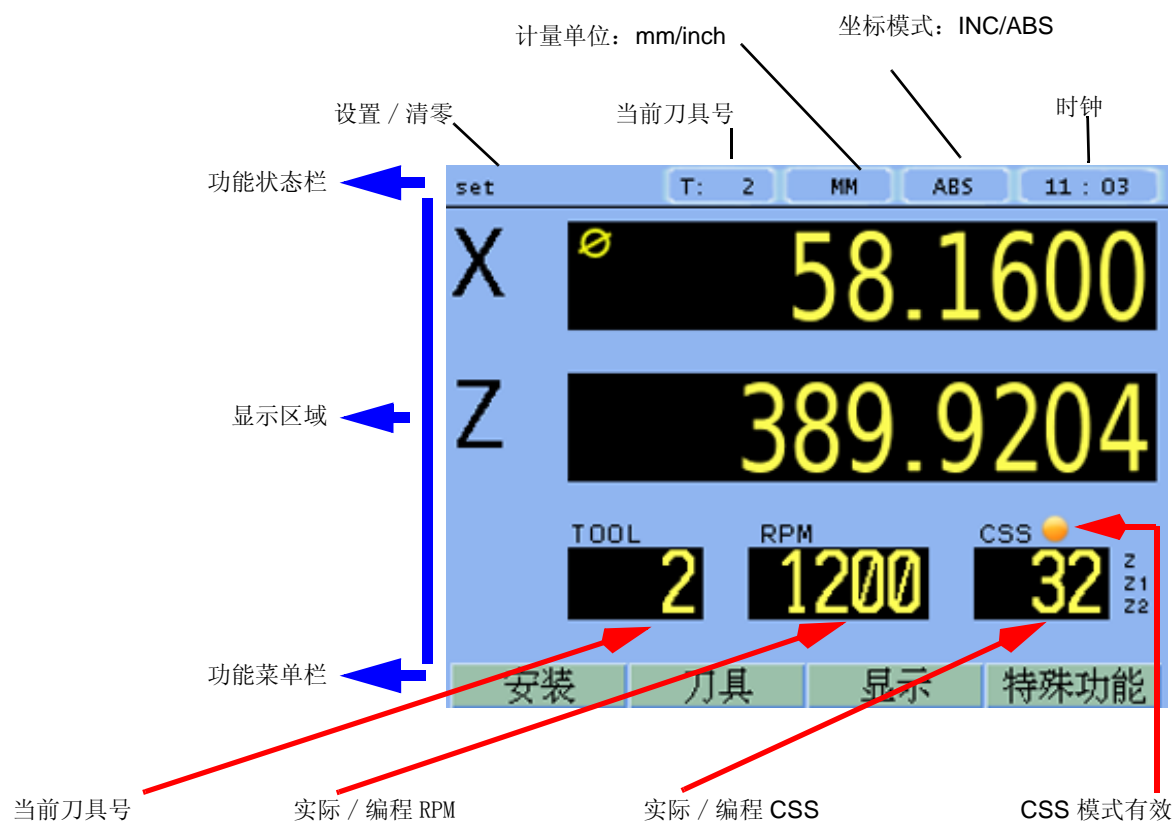 计量单位：mm/inch
坐标模式：INC/ABS
设置 / 清零
当前刀具号
时钟
功能状态栏
set
T: 2
MM
ABS
11 : 03
X
Ø
58.1600
显示区域
Z
389.9204
TOOL
RPM
CSS
2
1200
32
Z
Z1
Z2
功能菜单栏
安装
刀具
显示
特殊功能
当前刀具号
实际 / 编程 RPM
实际 / 编程 CSS
CSS 模式有效